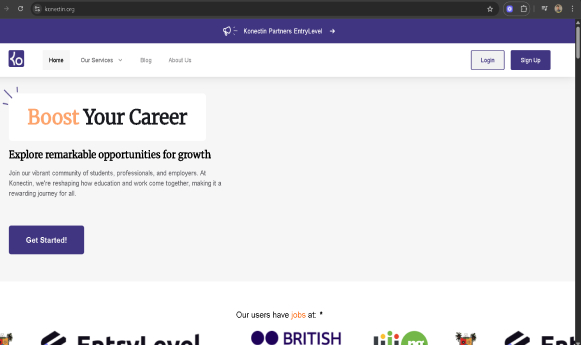 konectin.org
Konectin Partners EntryLevel →
Ko
Home
Our Services
Blog
About Us
Login
Sign Up
Boost Your Career
Explore remarkable opportunities for growth
Join our vibrant community of students, professionals, and employers. At
Konectin, we're reshaping how education and work come together, making it a
rewarding journey for all.
Get Started!
Our users have jobs at: *
EntryLevel
BRITISH
Entry